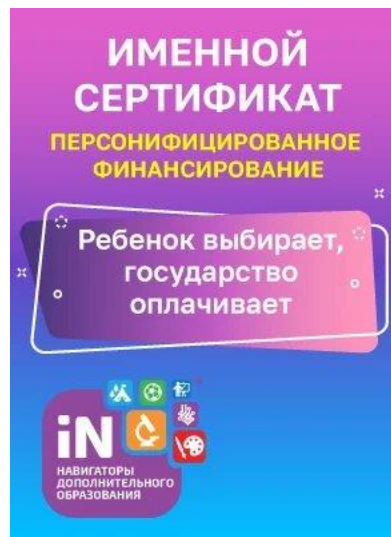 ИМЕННОЙ
СЕРТИФИКАТ
ПЕРСОНИФИЦИРОВАННОЕ
ФИНАНСИРОВАНИЕ
Ребенок выбирает,
государство
оплачивает
iN
НАВИГАТОРЫ
ДОПОЛНИТЕЛЬНОГО
ОБРАЗОВАНИЯ